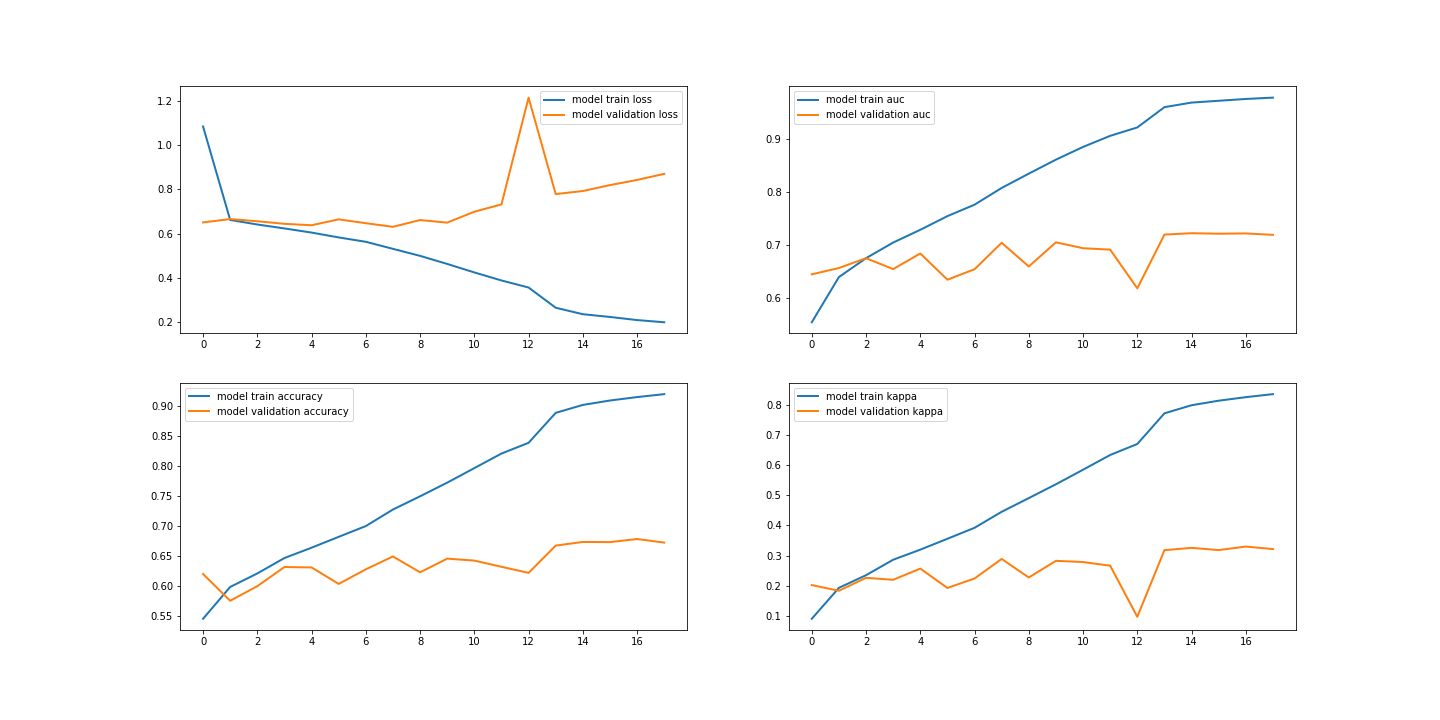 model train loss
model validation loss
1.2
1.0
0.8
0.6
0.4
0.2
0 2 4 6 8 10 12 14 16
model train auc
model validation auc
0.9
0.8
0.7
0.6
0 2 4 6 8 10 12 14 16
model train accuracy
model validation accuracy
0.90
0.85
0.80
0.75
0.70
0.65
0.60
0.55
0 2 4 6 8 10 12 14 16
model train kappa
model validation kappa
0.8
0.7
0.6
0.5
0.4
0.3
0.2
0.1
0 2 4 6 8 10 12 14 16